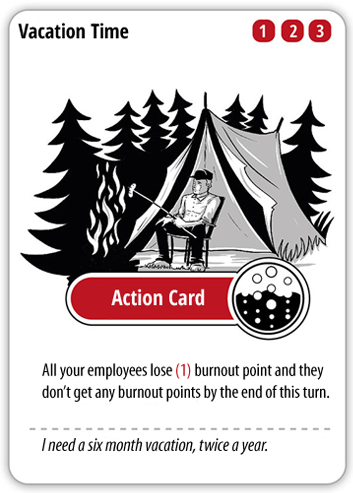 Vacation Time
1 2 3
Action Card
All your employees lose (1) burnout point and they
don't get any burnout points by the end of this turn.
I need a six month vacation, twice a year.